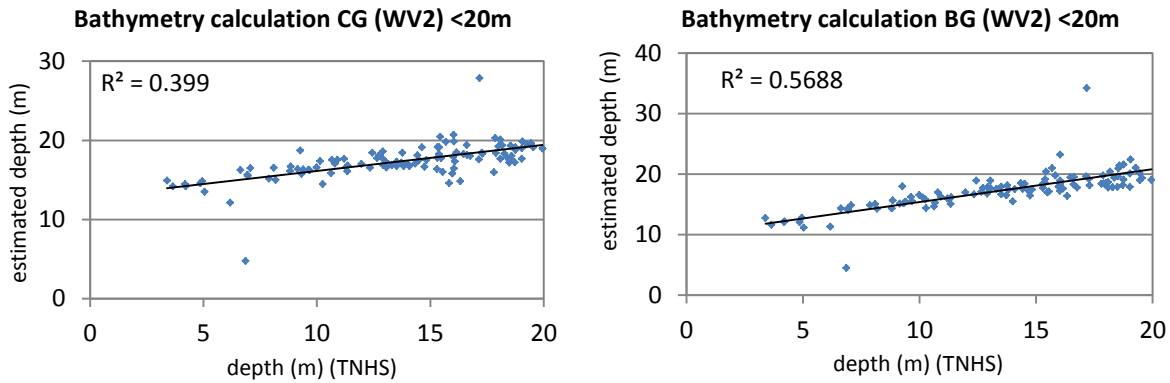 Bathymetry calculation CG (WV2) <20m
R² = 0.399
estimated depth (m)
30
20
10
0
0 5 10 15 20
depth (m) (TNHS)
Bathymetry calculation BG (WV2) <20m
R² = 0.5688
estimated depth (m)
40
30
20
10
0
0 5 10 15 20
depth (m) (TNHS)